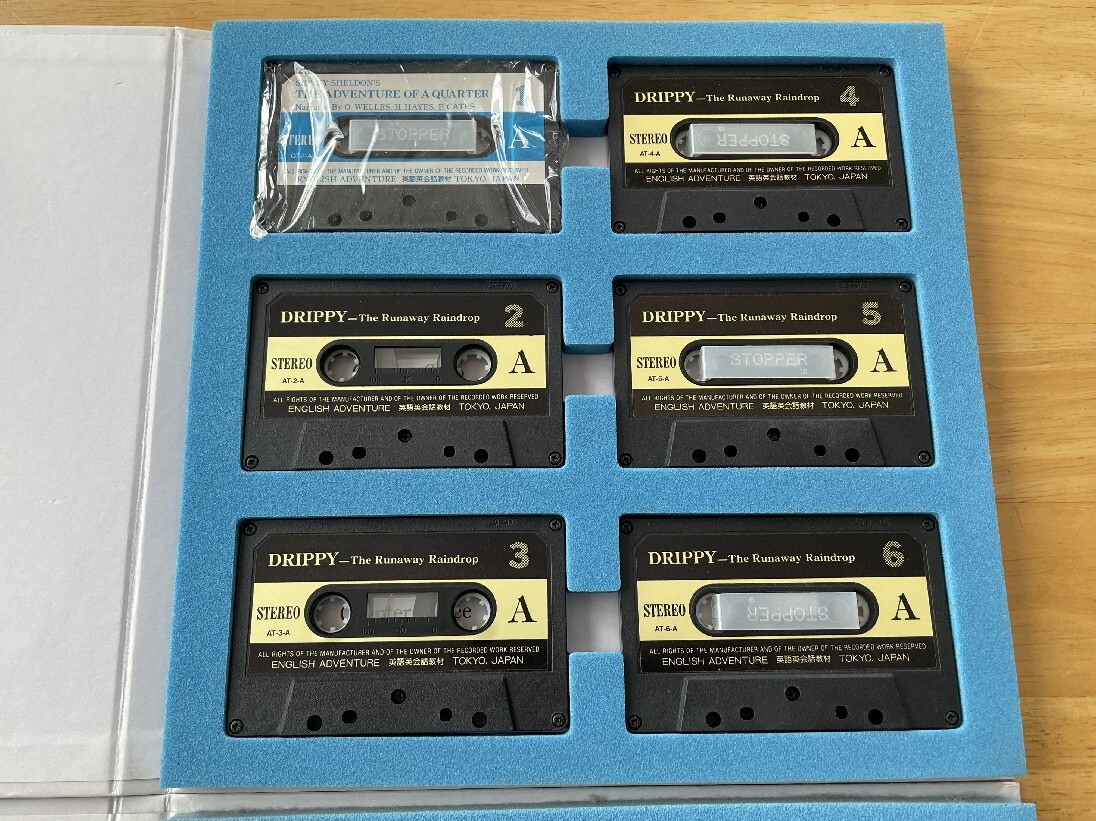 SIDNEY SHELDON'S
THE ADVENTURE OF A QUARTER 1
Narrated By O. WELLES, H. HAYES, P. CATES
STEREO STOPPER A
OT-1-A
ALL RIGHTS OF THE MANUFACTURER AND OF THE OWNER OF THE RECORDED WORK RESERVED
ENGLISH ADVENTURE 英語英会話教材 TOKYO. JAPAN
DRIPPY—The Runaway Raindrop 4
STEREO STOPPER A
AT-4-A
ALL RIGHTS OF THE MANUFACTURER AND OF THE OWNER OF THE RECORDED WORK RESERVED
ENGLISH ADVENTURE 英語英会話教材 TOKYO. JAPAN
DRIPPY—The Runaway Raindrop 2
STEREO A
AT-2-A
100 50 0
ALL RIGHTS OF THE MANUFACTURER AND OF THE OWNER OF THE RECORDED WORK RESERVED
ENGLISH ADVENTURE 英語英会話教材 TOKYO. JAPAN
DRIPPY—The Runaway Raindrop 5
STEREO STOPPER A
AT-5-A
ALL RIGHTS OF THE MANUFACTURER AND OF THE OWNER OF THE RECORDED WORK RESERVED
ENGLISH ADVENTURE 英語英会話教材 TOKYO. JAPAN
DRIPPY—The Runaway Raindrop 3
STEREO A
AT-3-A
100 50 0
ALL RIGHTS OF THE MANUFACTURER AND OF THE OWNER OF THE RECORDED WORK RESERVED
ENGLISH ADVENTURE 英語英会話教材 TOKYO. JAPAN
DRIPPY—The Runaway Raindrop 6
STEREO STOPPER A
AT-6-A
ALL RIGHTS OF THE MANUFACTURER AND OF THE OWNER OF THE RECORDED WORK RESERVED
ENGLISH ADVENTURE 英語英会話教材 TOKYO. JAPAN